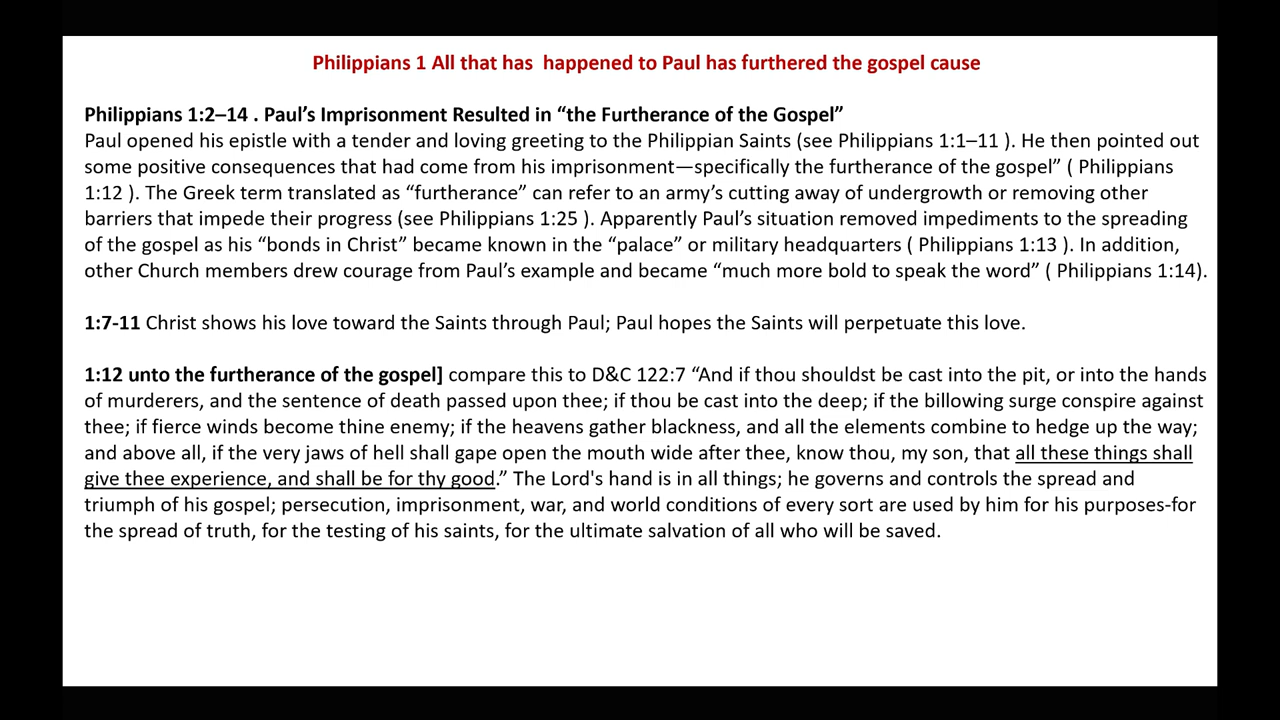 Philippians 1 All that has  happened to Paul has furthered the gospel cause
Philippians 1:2–14 . Paul’s Imprisonment Resulted in “the Furtherance of the Gospel”
Paul opened his epistle with a tender and loving greeting to the Philippian Saints (see Philippians 1:1–11 ). He then pointed out
some positive consequences that had come from his imprisonment—specifically the furtherance of the gospel” ( Philippians
1:12 ). The Greek term translated as “furtherance” can refer to an army’s cutting away of undergrowth or removing other
barriers that impede their progress (see Philippians 1:25 ). Apparently Paul’s situation removed impediments to the spreading
of the gospel as his “bonds in Christ” became known in the “palace” or military headquarters ( Philippians 1:13 ). In addition,
other Church members drew courage from Paul’s example and became “much more bold to speak the word” ( Philippians 1:14).
1:7-11 Christ shows his love toward the Saints through Paul; Paul hopes the Saints will perpetuate this love.
1:12 unto the furtherance of the gospel] compare this to D&C 122:7 “And if thou shouldst be cast into the pit, or into the hands
of murderers, and the sentence of death passed upon thee; if thou be cast into the deep; if the billowing surge conspire against
thee; if fierce winds become thine enemy; if the heavens gather blackness, and all the elements combine to hedge up the way;
and above all, if the very jaws of hell shall gape open the mouth wide after thee, know thou, my son, that all these things shall
give thee experience, and shall be for thy good.” The Lord's hand is in all things; he governs and controls the spread and
triumph of his gospel; persecution, imprisonment, war, and world conditions of every sort are used by him for his purposes-for
the spread of truth, for the testing of his saints, for the ultimate salvation of all who will be saved.